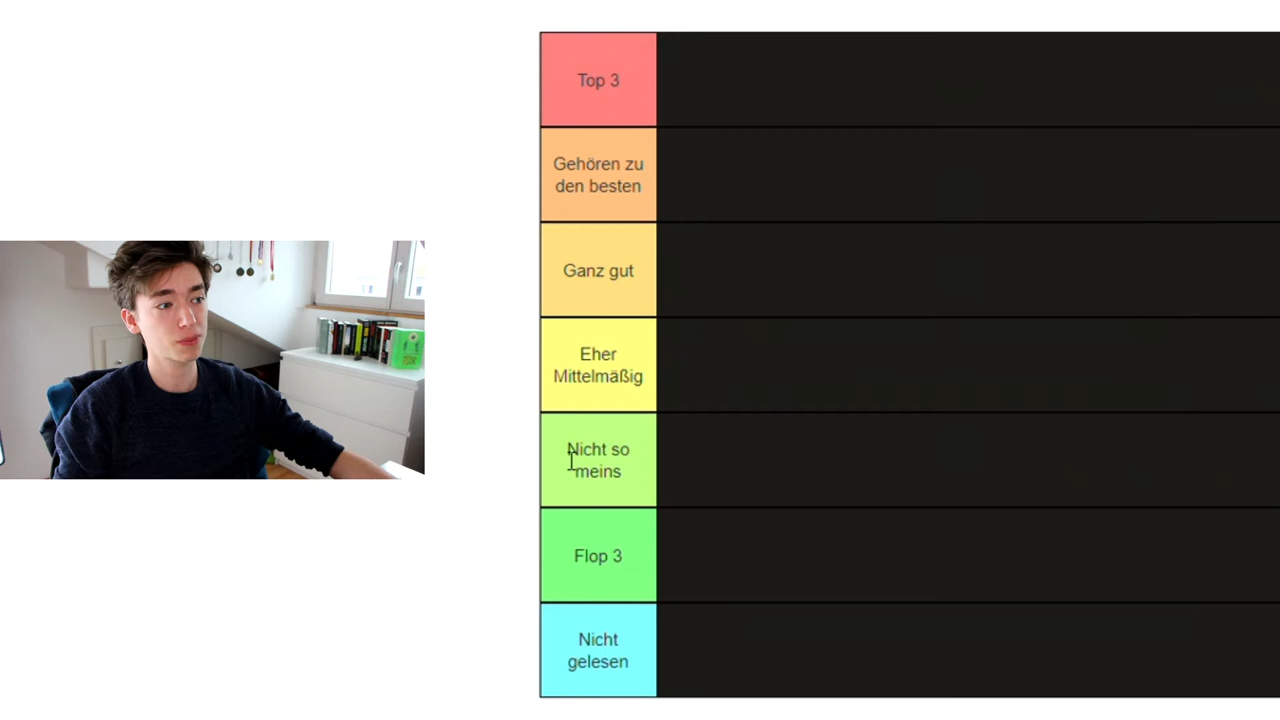 Top 3
Gehören zu
den besten
Ganz gut
Eher
Mittelmäßig
Nicht so
meins
Flop 3
Nicht
gelesen